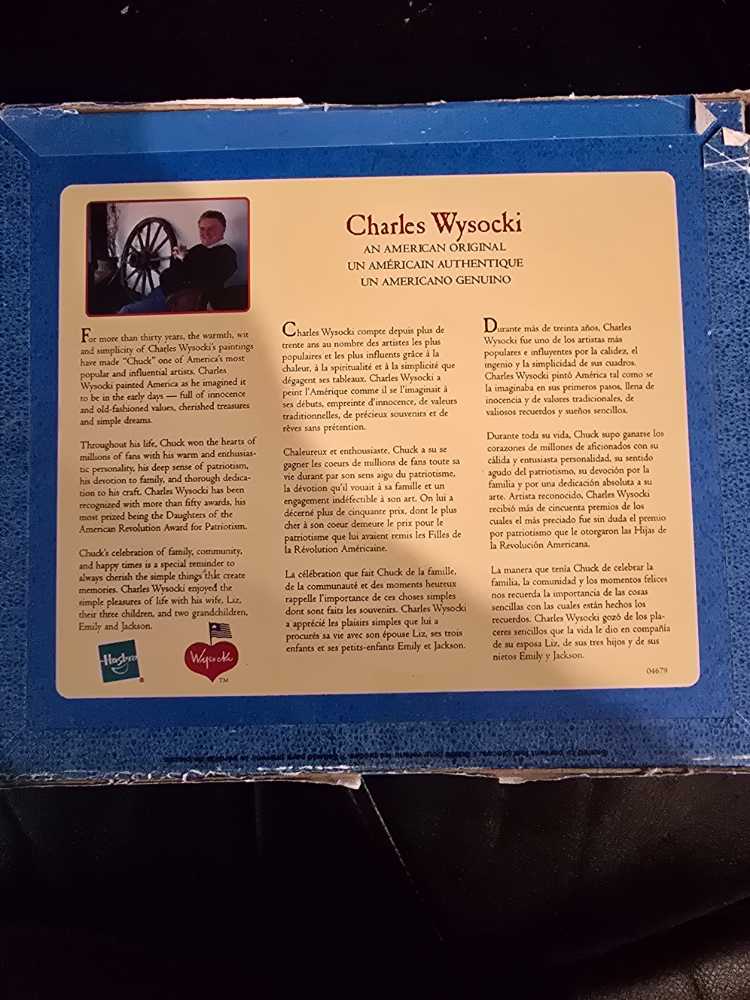 Charles Wysocki
AN AMERICAN ORIGINAL
UN AMÉRICAIN AUTHENTIQUE
UN AMERICANO GENUINO
For more than thirty years, the warmth, wit
and simplicity of Charles Wysocki's paintings
have made "Chuck" one of America's most
popular and influential artists. Charles
Wysocki painted America as he imagined it
to be in the early days — full of innocence
and old-fashioned values, cherished treasures
and simple dreams.
Throughout his life, Chuck won the hearts of
millions of fans with his warm and enthusias-
tic personality, his deep sense of patriotism,
his devotion to family, and thorough dedica-
tion to his craft. Charles Wysocki has been
recognized with more than fifty awards, his
most prized being the Daughters of the
American Revolution Award for Patriotism.
Chuck's celebration of family, community,
and happy times is a special reminder to
always cherish the simple things that create
memories. Charles Wysocki enjoyed the
simple pleasures of life with his wife, Liz,
their three children, and two grandchildren,
Emily and Jackson.
Hasbro
®
Wysocki
TM
Charles Wysocki compte depuis plus de
trente ans au nombre des artistes les plus
populaires et les plus influents grâce à la
chaleur, à la spiritualité et à la simplicité que
dégagent ses tableaux. Charles Wysocki a
peint l'Amérique comme il se l'imaginait à
ses débuts, empreinte d'innocence, de valeurs
traditionnelles, de précieux souvenirs et de
rêves sans prétention.
Chaleureux et enthousiaste, Chuck a su se
gagner les coeurs de millions de fans toute sa
vie durant par son sens aigu du patriotisme,
la dévotion qu'il vouait à sa famille et un
engagement indéfectible à son art. On lui a
décerné plus de cinquante prix, dont le plus
cher à son coeur demeure le prix pour le
patriotisme que lui avaient remis les Filles de
la Révolution Américaine.
La célébration que fait Chuck de la famille,
de la communauté et des moments heureux
rappelle l'importance de ces choses simples
dont sont faits les souvenirs. Charles Wysocki
a apprécié les plaisirs simples que lui a
procurés sa vie avec son épouse Liz, ses trois
enfants et ses petits-enfants Emily et Jackson.
Durante más de treinta años, Charles
Wysocki fue uno de los artistas más
populares e influyentes por la calidez, el
ingenio y la simplicidad de sus cuadros.
Charles Wysocki pintó América tal como se
la imaginaba en sus primeros pasos, llena de
inocencia y de valores tradicionales, de
valiosos recuerdos y sueños sencillos.
Durante toda su vida, Chuck supo ganarse los
corazones de millones de aficionados con su
cálida y entusiasta personalidad, su sentido
agudo del patriotismo, su devoción por la
familia y por una dedicación absoluta a su
arte. Artista reconocido, Charles Wysocki
recibió más de cincuenta premios de los
cuales el más preciado fue sin duda el premio
por patriotismo que le otorgaron las Hijas de
la Revolución Americana.
La manera que tenía Chuck de celebrar la
familia, la comunidad y los momentos felices
nos recuerda la importancia de las cosas
sencillas con las cuales están hechos los
recuerdos. Charles Wysocki gozó de los pla-
ceres sencillos que la vida le dio en compañía
de su esposa Liz, de sus tres hijos y de sus
nietos Emily y Jackson.
04679